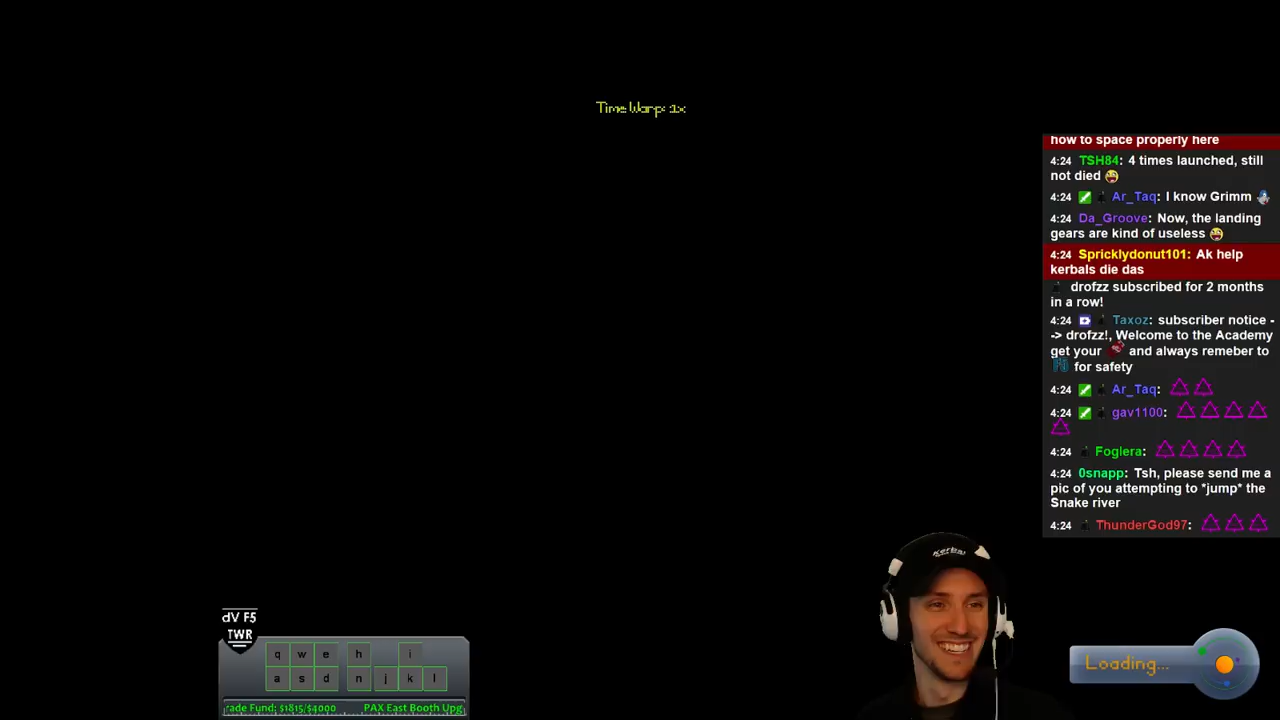 Time Warp: 1x
how to space properly here
4:24 TSH84: 4 times launched, still
not died
4:24 Ar_Taq: I know Grimm
4:24 Da_Groove: Now, the landing
gears are kind of useless
4:24 Spricklydonut101: Ak help
kerbals die das
drofzz subscribed for 2 months
in a row!
4:24 Taxoz: subscriber notice -
-> drofzz!, Welcome to the Academy
get your and always remeber to
for safety
4:24 Ar_Taq:
4:24 gav1100:
4:24 Foglera:
4:24 0snapp: Tsh, please send me a
pic of you attempting to *jump* the
Snake river
4:24 ThunderGod97:
Kerbal
dV F5
TWR
q w e h i
a s d n j k l
rade Fund: $1815/$4000 PAX East Booth Upg
Loading...